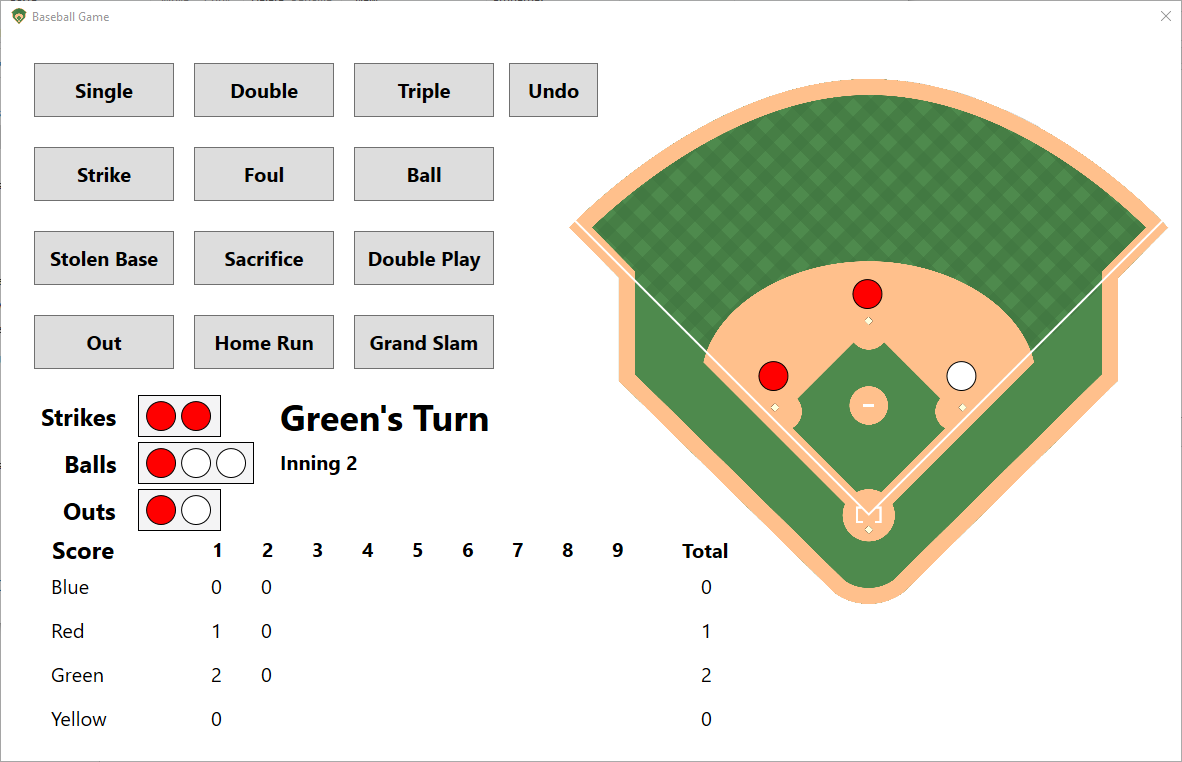 Baseball Game
Single Double Triple Undo
Strike Foul Ball
Stolen Base Sacrifice Double Play
Out Home Run Grand Slam
Strikes Green's Turn
Balls Inning 2
Outs
Score 1 2 3 4 5 6 7 8 9 Total
Blue 0 0 0
Red 1 0 1
Green 2 0 2
Yellow 0 0